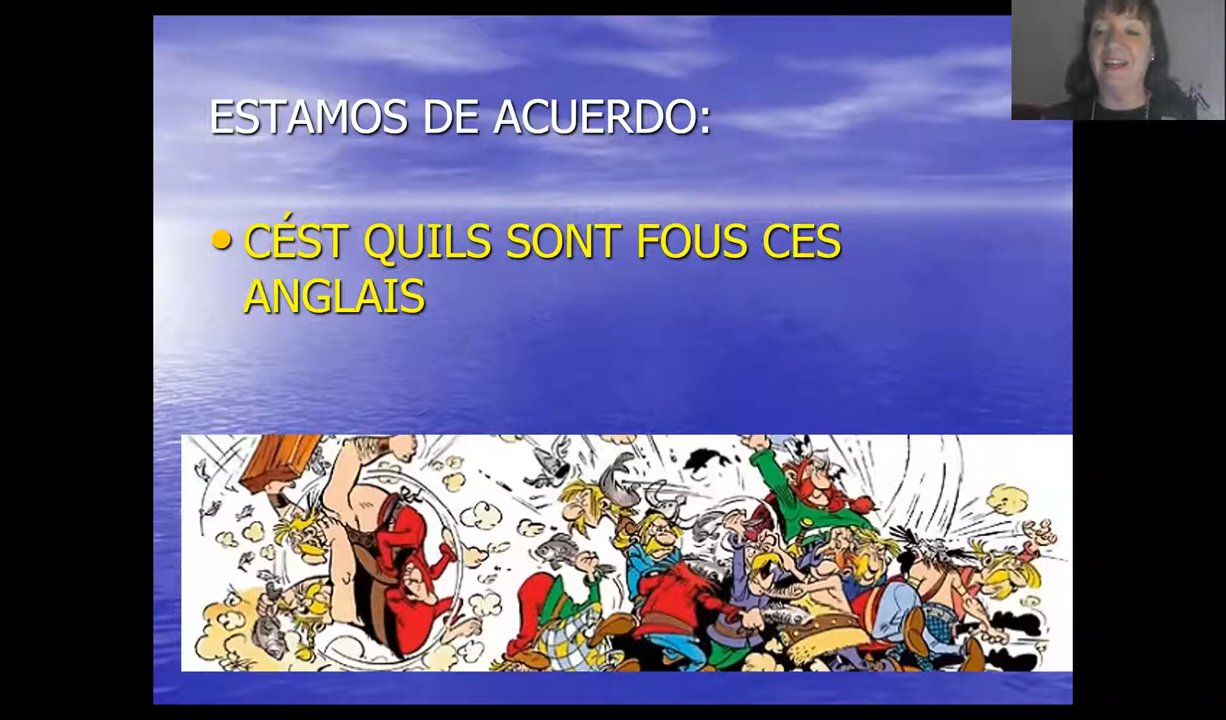 ESTAMOS DE ACUERDO:
• CÉST QUILS SONT FOUS CES
ANGLAIS